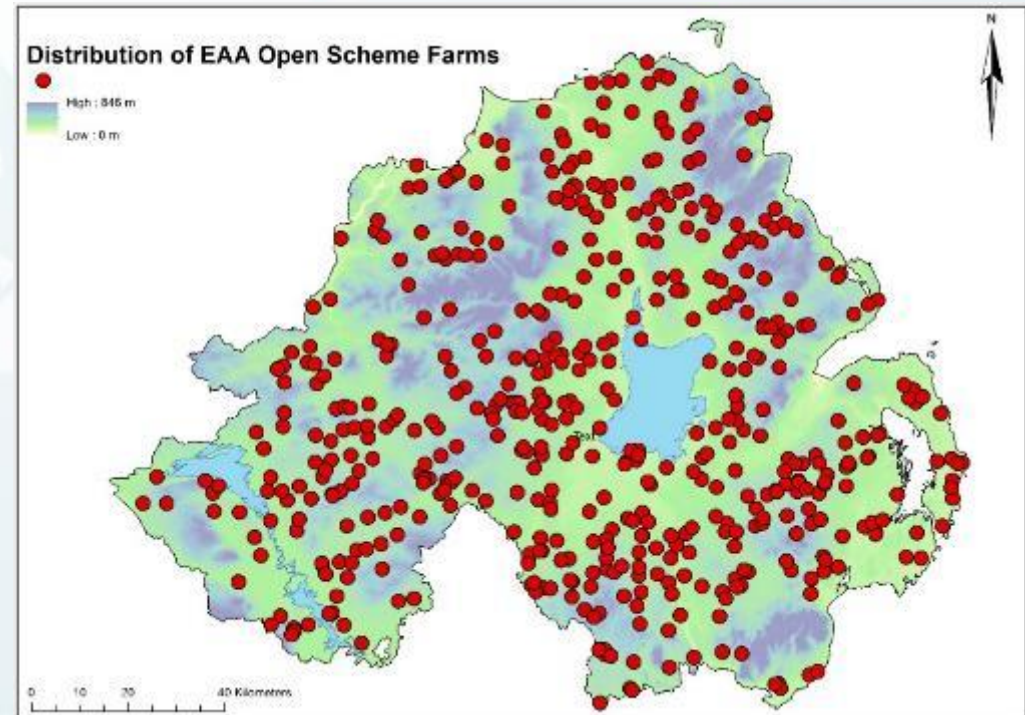 Distribution of EAA Open Scheme Farms
N
High : 846 m
Low : 0 m
0 10 20 40 Kilometers